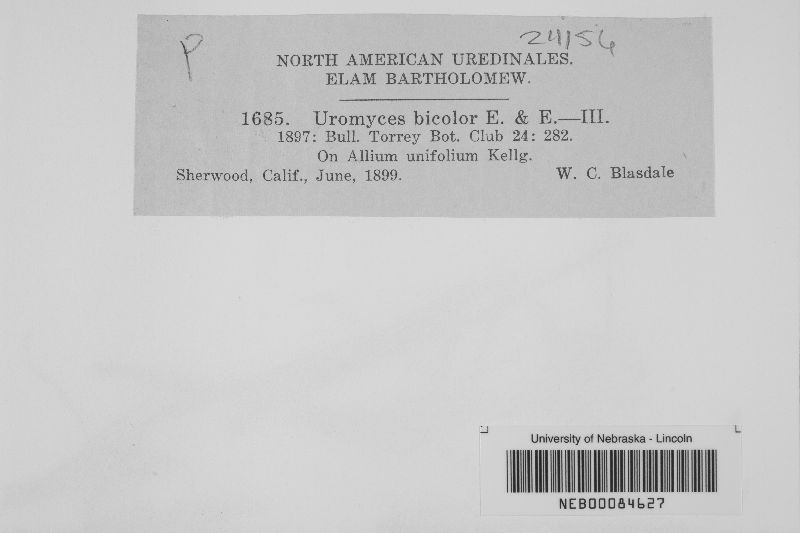 P
24156
NORTH AMERICAN UREDINALES.
ELAM BARTHOLOMEW.
1685. Uromyces bicolor E. & E.—III.
1897: Bull. Torrey Bot. Club 24: 282.
On Allium unifolium Kellg.
Sherwood, Calif., June, 1899. W. C. Blasdale
University of Nebraska - Lincoln
NEB00084627